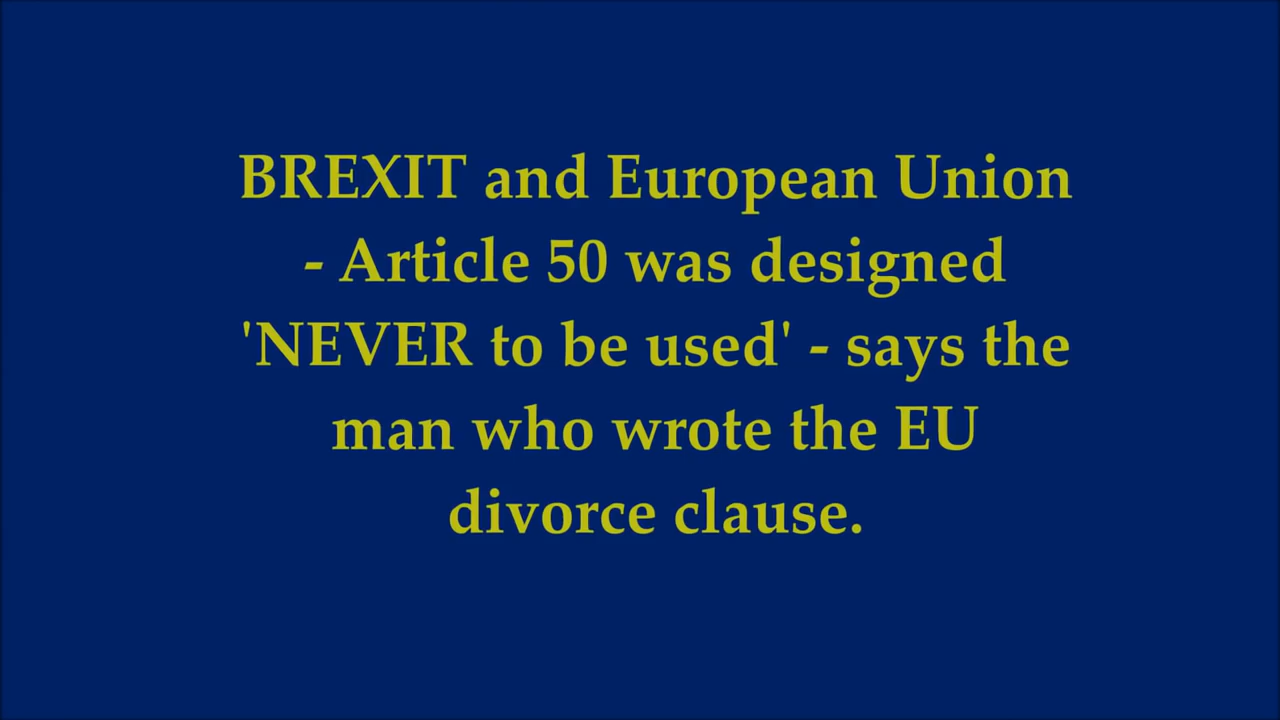 BREXIT and European Union
- Article 50 was designed
'NEVER to be used' - says the
man who wrote the EU
divorce clause.